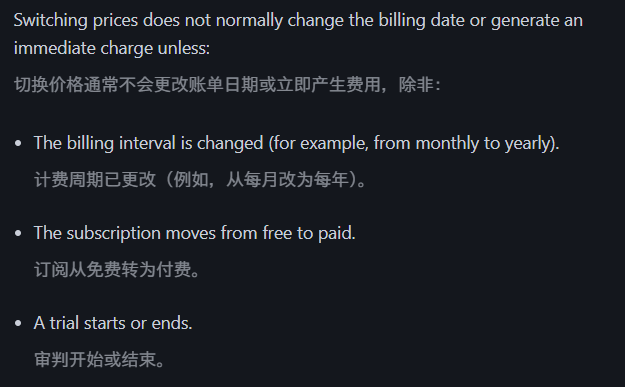 Switching prices does not normally change the billing date or generate an
immediate charge unless:
切换价格通常不会更改账单日期或立即产生费用，除非：
• The billing interval is changed (for example, from monthly to yearly).
计费周期已更改（例如，从每月改为每年）。
• The subscription moves from free to paid.
订阅从免费转为付费。
• A trial starts or ends.
审判开始或结束。